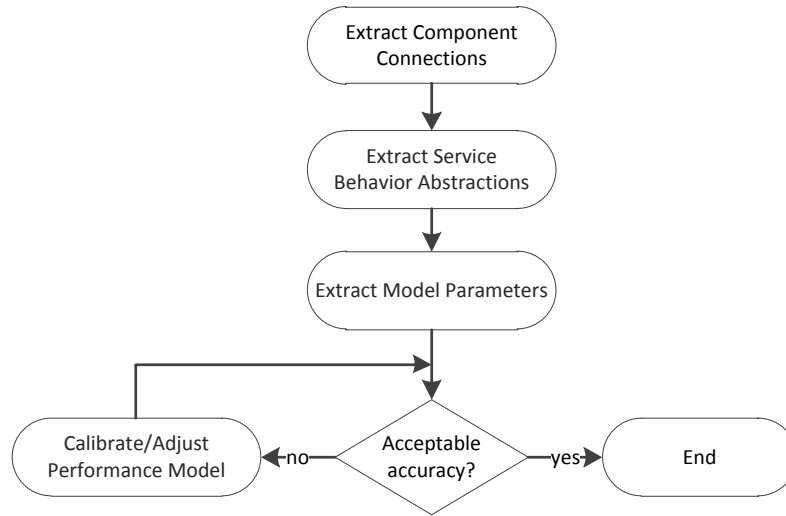 Extract Component
Connections
Extract Service
Behavior Abstractions
Extract Model Parameters
Calibrate/Adjust
Performance Model
no
Acceptable
accuracy?
yes
End